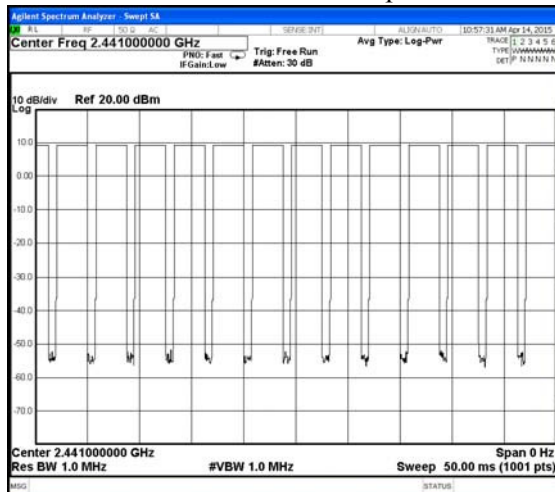 Agilent Spectrum Analyzer - Swept SA
RL RF 50 Ω AC SENSE:INT ALIGN AUTO 10:57:31 AM Apr 14, 2015
Center Freq 2.441000000 GHz
PNO: Fast
IFGain:Low
Trig: Free Run
#Atten: 30 dB
Avg Type: Log-Pwr
TRACE 1 2 3 4 5 6
TYPE
DET P N N N N N
10 dB/div Ref 20.00 dBm
Log
10.0
0.00
-10.0
-20.0
-30.0
-40.0
-50.0
-60.0
-70.0
Center 2.441000000 GHz Span 0 Hz
Res BW 1.0 MHz #VBW 1.0 MHz Sweep 50.00 ms (1001 pts)
MSG STATUS